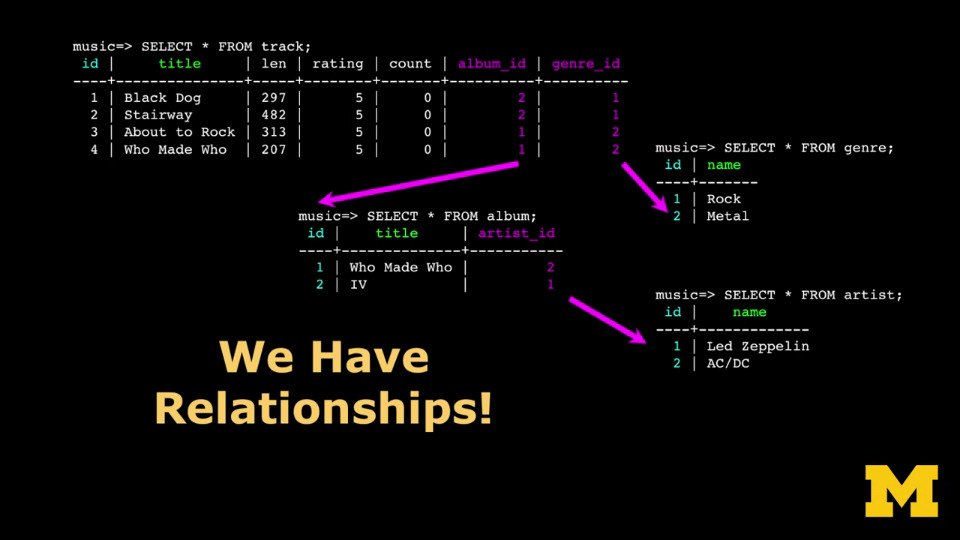 music=> SELECT * FROM track;
id | title | len | rating | count | album_id | genre_id
----+---------------+-----+--------+-------+----------+----------
1 | Black Dog | 297 | 5 | 0 | 2 | 1
2 | Stairway | 482 | 5 | 0 | 2 | 1
3 | About to Rock | 313 | 5 | 0 | 1 | 2
4 | Who Made Who | 207 | 5 | 0 | 1 | 2
music=> SELECT * FROM genre;
id | name
----+-------
1 | Rock
2 | Metal
music=> SELECT * FROM album;
id | title | artist_id
----+--------------+-----------
1 | Who Made Who | 2
2 | IV | 1
music=> SELECT * FROM artist;
id | name
----+-------------
1 | Led Zeppelin
2 | AC/DC
We Have
Relationships!
M